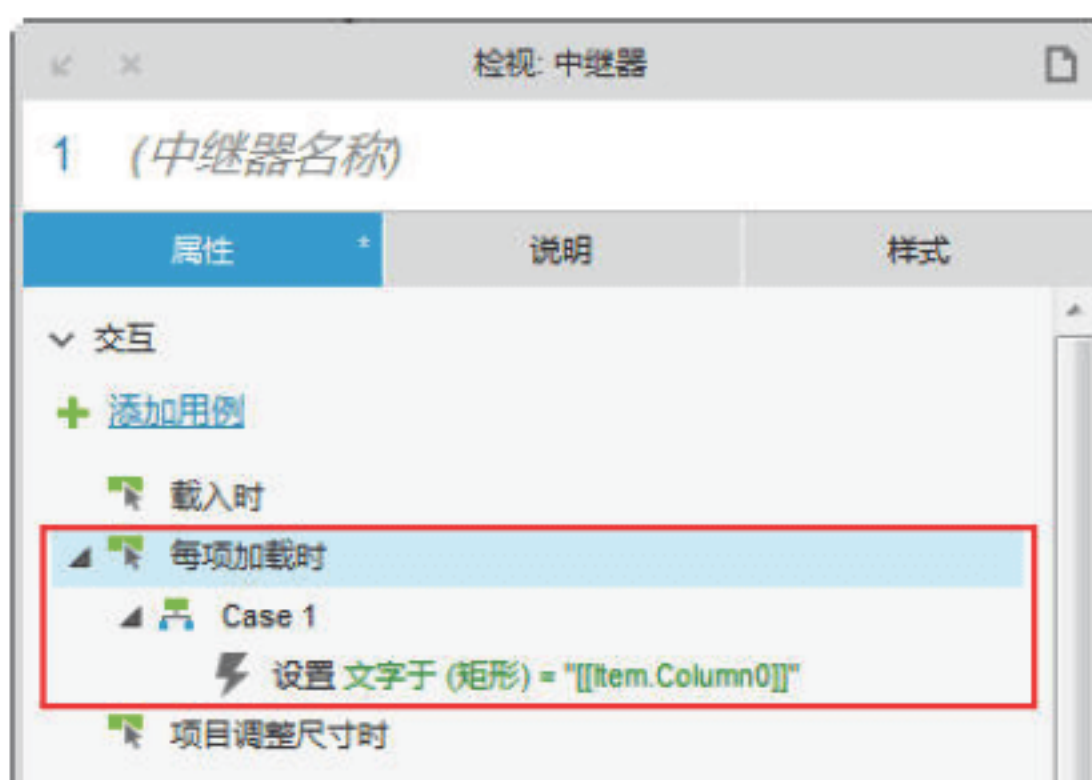 检视: 中继器
1 (中继器名称)
属性 * 说明 样式
交互
添加用例
载入时
每项加载时
Case 1
设置 文字于 (矩形) = "[[Item.Column0]]"
项目调整尺寸时